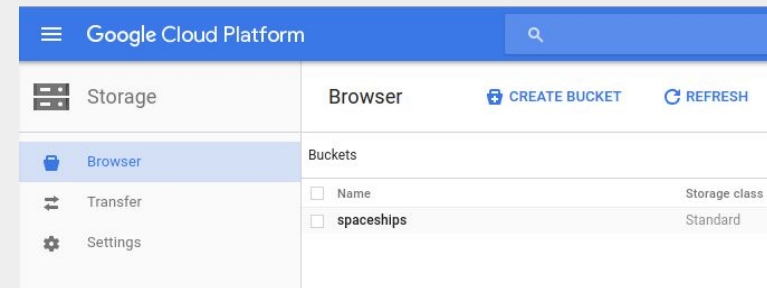 Google Cloud Platform
Storage
Browser
Transfer
Settings
Browser CREATE BUCKET REFRESH
Buckets
Name Storage class
spaceships Standard